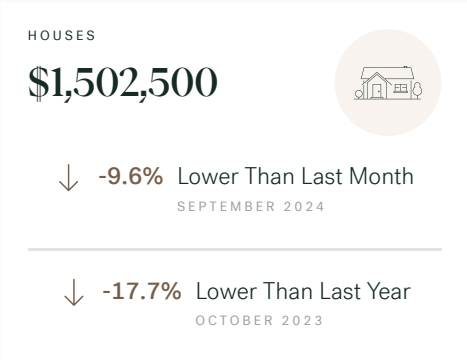 HOUSES
$1,502,500
-9.6% Lower Than Last Month
SEPTEMBER 2024
-17.7% Lower Than Last Year
OCTOBER 2023